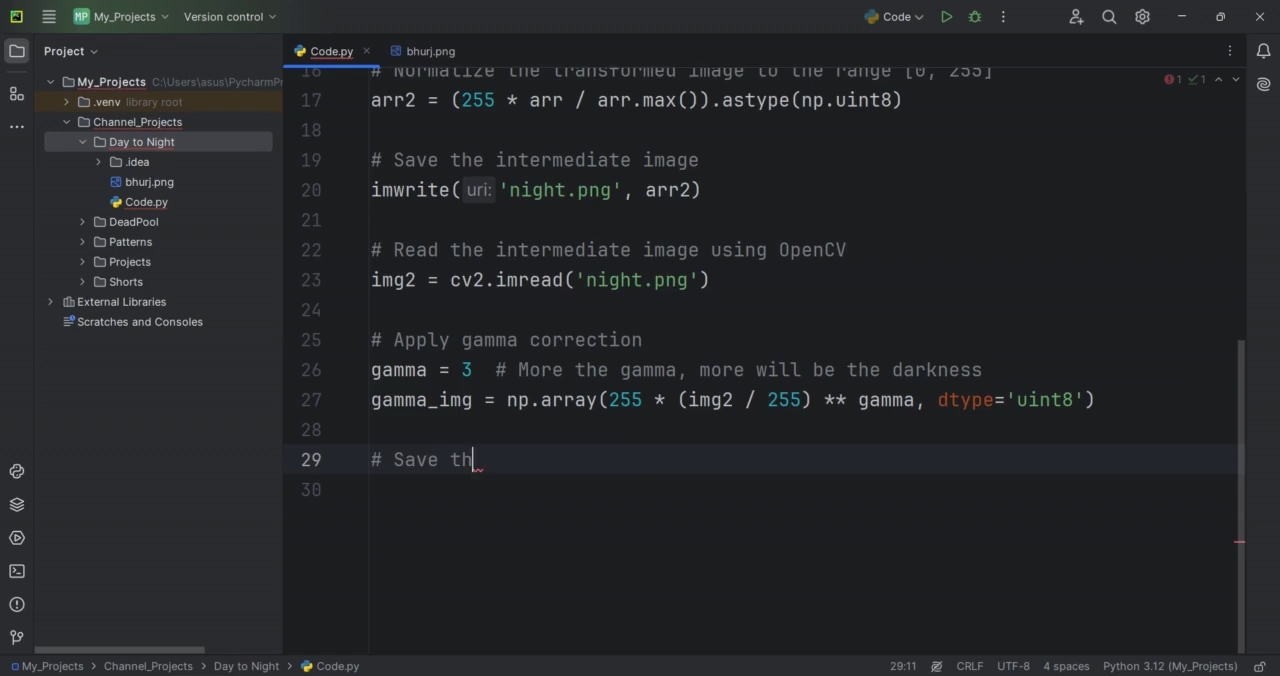 MP My_Projects Version control Code
Project
Code.py bhurj.png
My_Projects C:\Users\asus\PycharmPr
.venv library root
Channel_Projects
Day to Night
.idea
bhurj.png
Code.py
DeadPool
Patterns
Projects
Shorts
External Libraries
Scratches and Consoles
1 1
16 # Normalize the transformed image to the range [0, 255]
17 arr2 = (255 * arr / arr.max()).astype(np.uint8)
18
19 # Save the intermediate image
20 imwrite( uri: 'night.png', arr2)
21
22 # Read the intermediate image using OpenCV
23 img2 = cv2.imread('night.png')
24
25 # Apply gamma correction
26 gamma = 3 # More the gamma, more will be the darkness
27 gamma_img = np.array(255 * (img2 / 255) ** gamma, dtype='uint8')
28
29 # Save th
30
My_Projects > Channel_Projects > Day to Night > Code.py 29:11 CRLF UTF-8 4 spaces Python 3.12 (My_Projects)